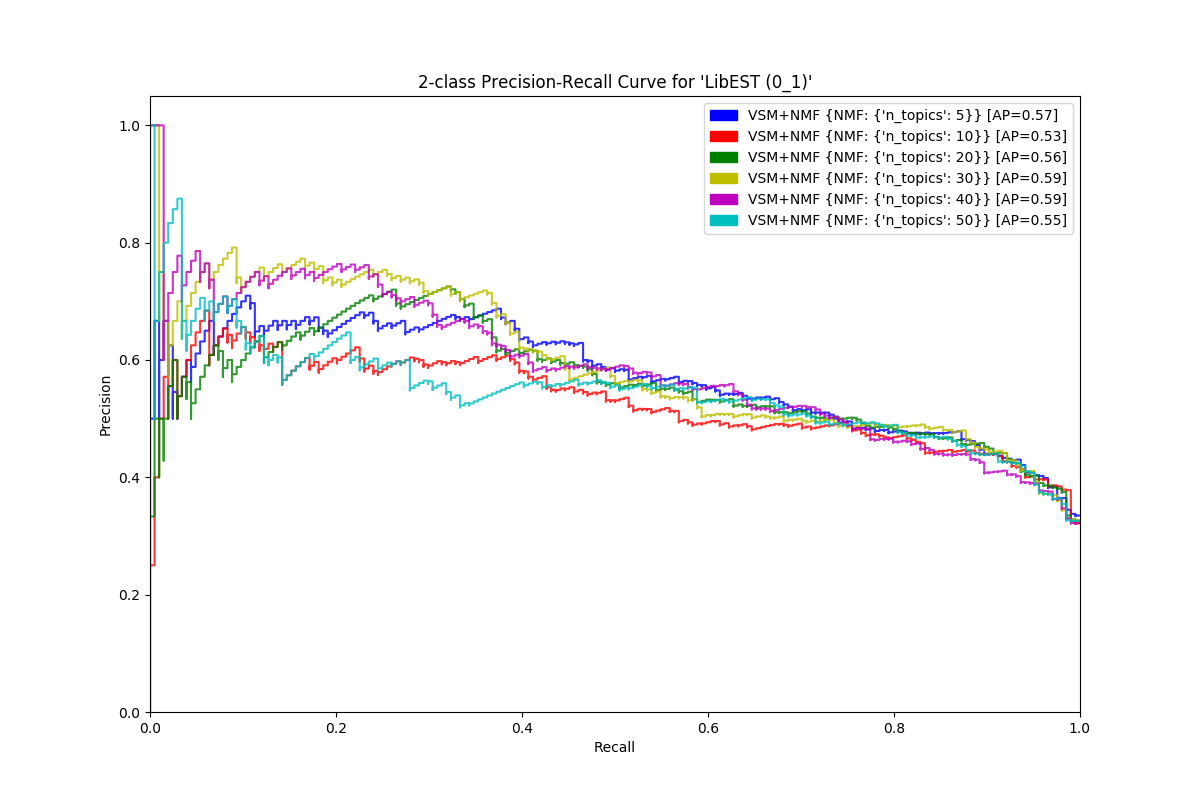 2-class Precision-Recall Curve for 'LibEST (0_1)'
VSM+NMF {NMF: {'n_topics': 5}} [AP=0.57]
VSM+NMF {NMF: {'n_topics': 10}} [AP=0.53]
VSM+NMF {NMF: {'n_topics': 20}} [AP=0.56]
VSM+NMF {NMF: {'n_topics': 30}} [AP=0.59]
VSM+NMF {NMF: {'n_topics': 40}} [AP=0.59]
VSM+NMF {NMF: {'n_topics': 50}} [AP=0.55]
Precision
1.0
0.8
0.6
0.4
0.2
0.0
0.0 0.2 0.4 0.6 0.8 1.0
Recall